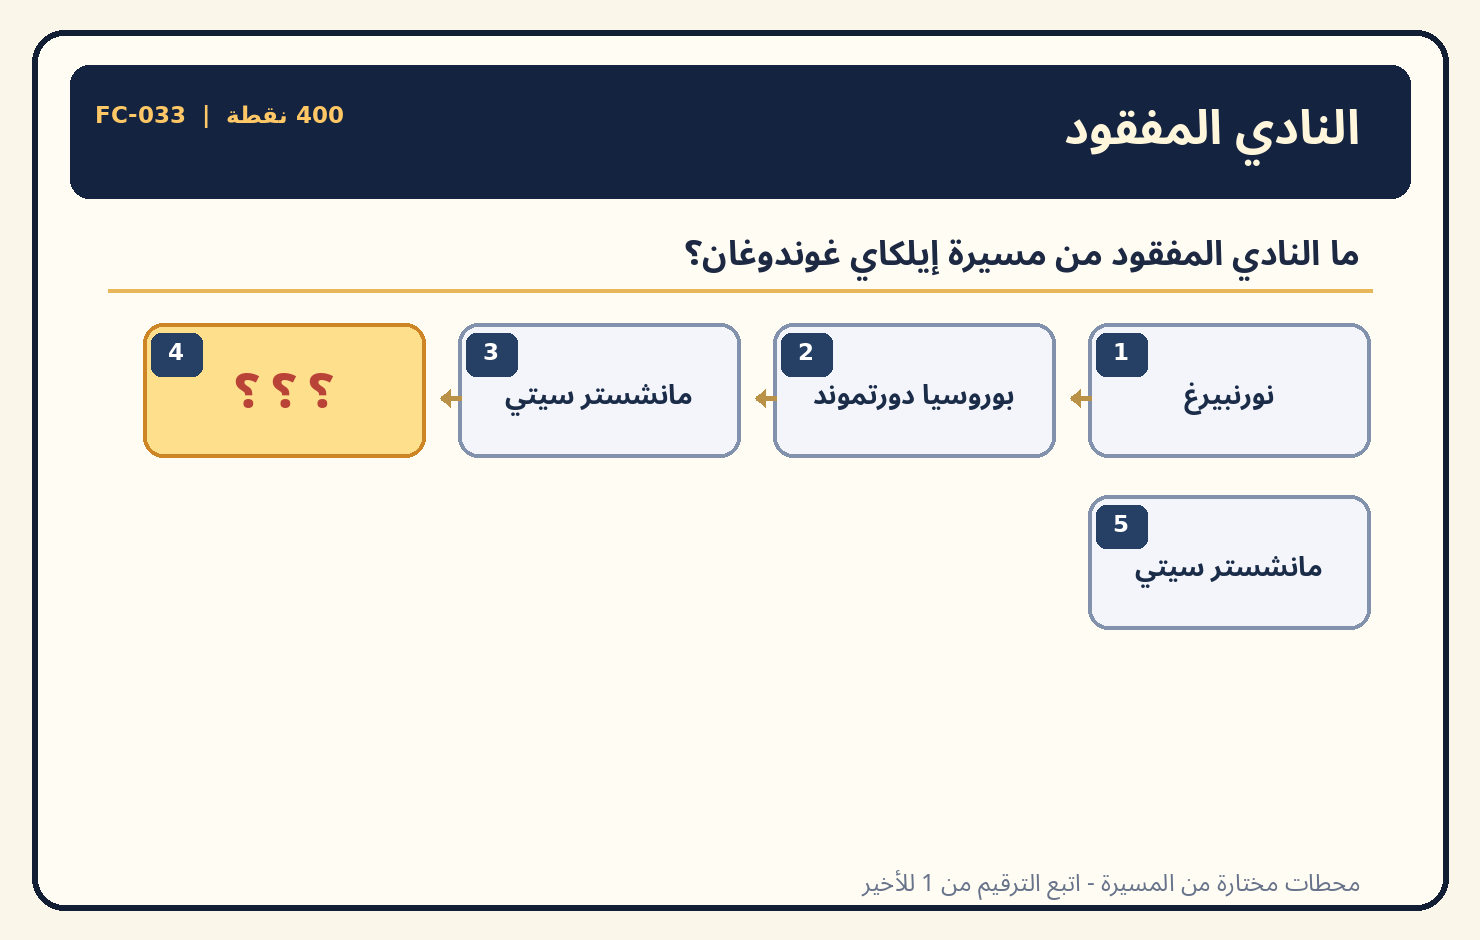 النادي المفقود
400 نقطة | FC-033
ما النادي المفقود من مسيرة إيلكاي غوندوغان؟
1
نورنبيرغ
2
بوروسيا دورتموند
3
مانشستر سيتي
4
؟؟؟
5
مانشستر سيتي
محطات مختارة من المسيرة - اتبع الترقيم من 1 للأخير